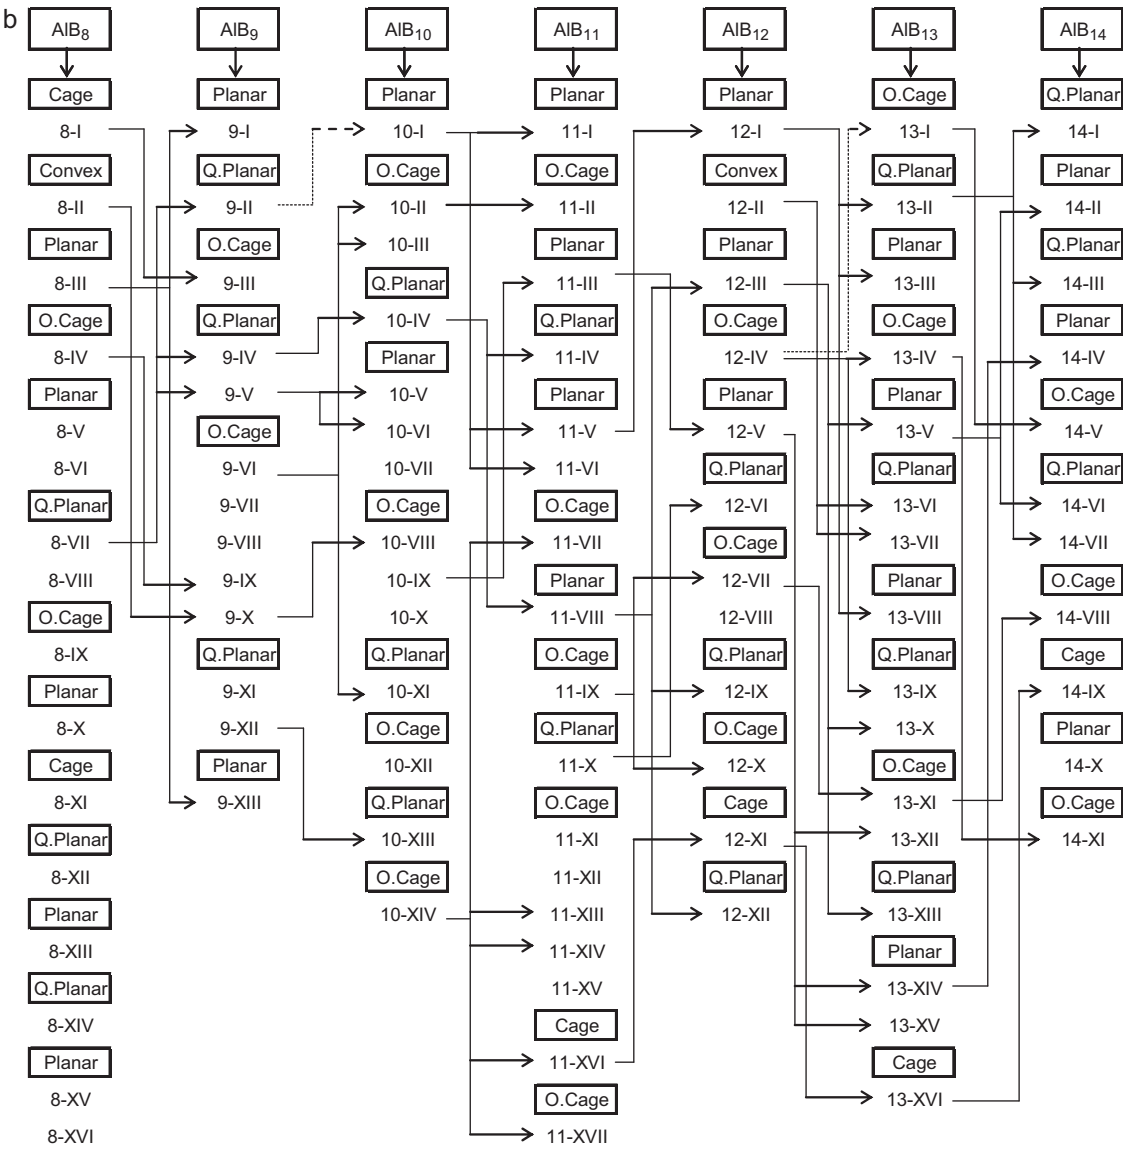 b
AlB8
Cage
8-I
Convex
8-II
Planar
8-III
O.Cage
8-IV
Planar
8-V
8-VI
Q.Planar
8-VII
8-VIII
O.Cage
8-IX
Planar
8-X
Cage
8-XI
Q.Planar
8-XII
Planar
8-XIII
Q.Planar
8-XIV
Planar
8-XV
8-XVI
AlB9
Planar
9-I
Q.Planar
9-II
O.Cage
9-III
Q.Planar
9-IV
9-V
O.Cage
9-VI
9-VII
9-VIII
9-IX
9-X
Q.Planar
9-XI
9-XII
Planar
9-XIII
AlB10
Planar
10-I
O.Cage
10-II
10-III
Q.Planar
10-IV
Planar
10-V
10-VI
10-VII
O.Cage
10-VIII
10-IX
10-X
Q.Planar
10-XI
O.Cage
10-XII
Q.Planar
10-XIII
O.Cage
10-XIV
AlB11
Planar
11-I
O.Cage
11-II
Planar
11-III
Q.Planar
11-IV
Planar
11-V
11-VI
O.Cage
11-VII
Planar
11-VIII
O.Cage
11-IX
Q.Planar
11-X
O.Cage
11-XI
11-XII
11-XIII
11-XIV
11-XV
Cage
11-XVI
O.Cage
11-XVII
AlB12
Planar
12-I
Convex
12-II
Planar
12-III
O.Cage
12-IV
Planar
12-V
Q.Planar
12-VI
O.Cage
12-VII
12-VIII
Q.Planar
12-IX
O.Cage
12-X
Cage
12-XI
Q.Planar
12-XII
AlB13
O.Cage
13-I
Q.Planar
13-II
Planar
13-III
O.Cage
13-IV
Planar
13-V
Q.Planar
13-VI
13-VII
Planar
13-VIII
Q.Planar
13-IX
13-X
O.Cage
13-XI
13-XII
Q.Planar
13-XIII
Planar
13-XIV
13-XV
Cage
13-XVI
AlB14
Q.Planar
14-I
Planar
14-II
Q.Planar
14-III
Planar
14-IV
O.Cage
14-V
Q.Planar
14-VI
14-VII
O.Cage
14-VIII
Cage
14-IX
Planar
14-X
O.Cage
14-XI